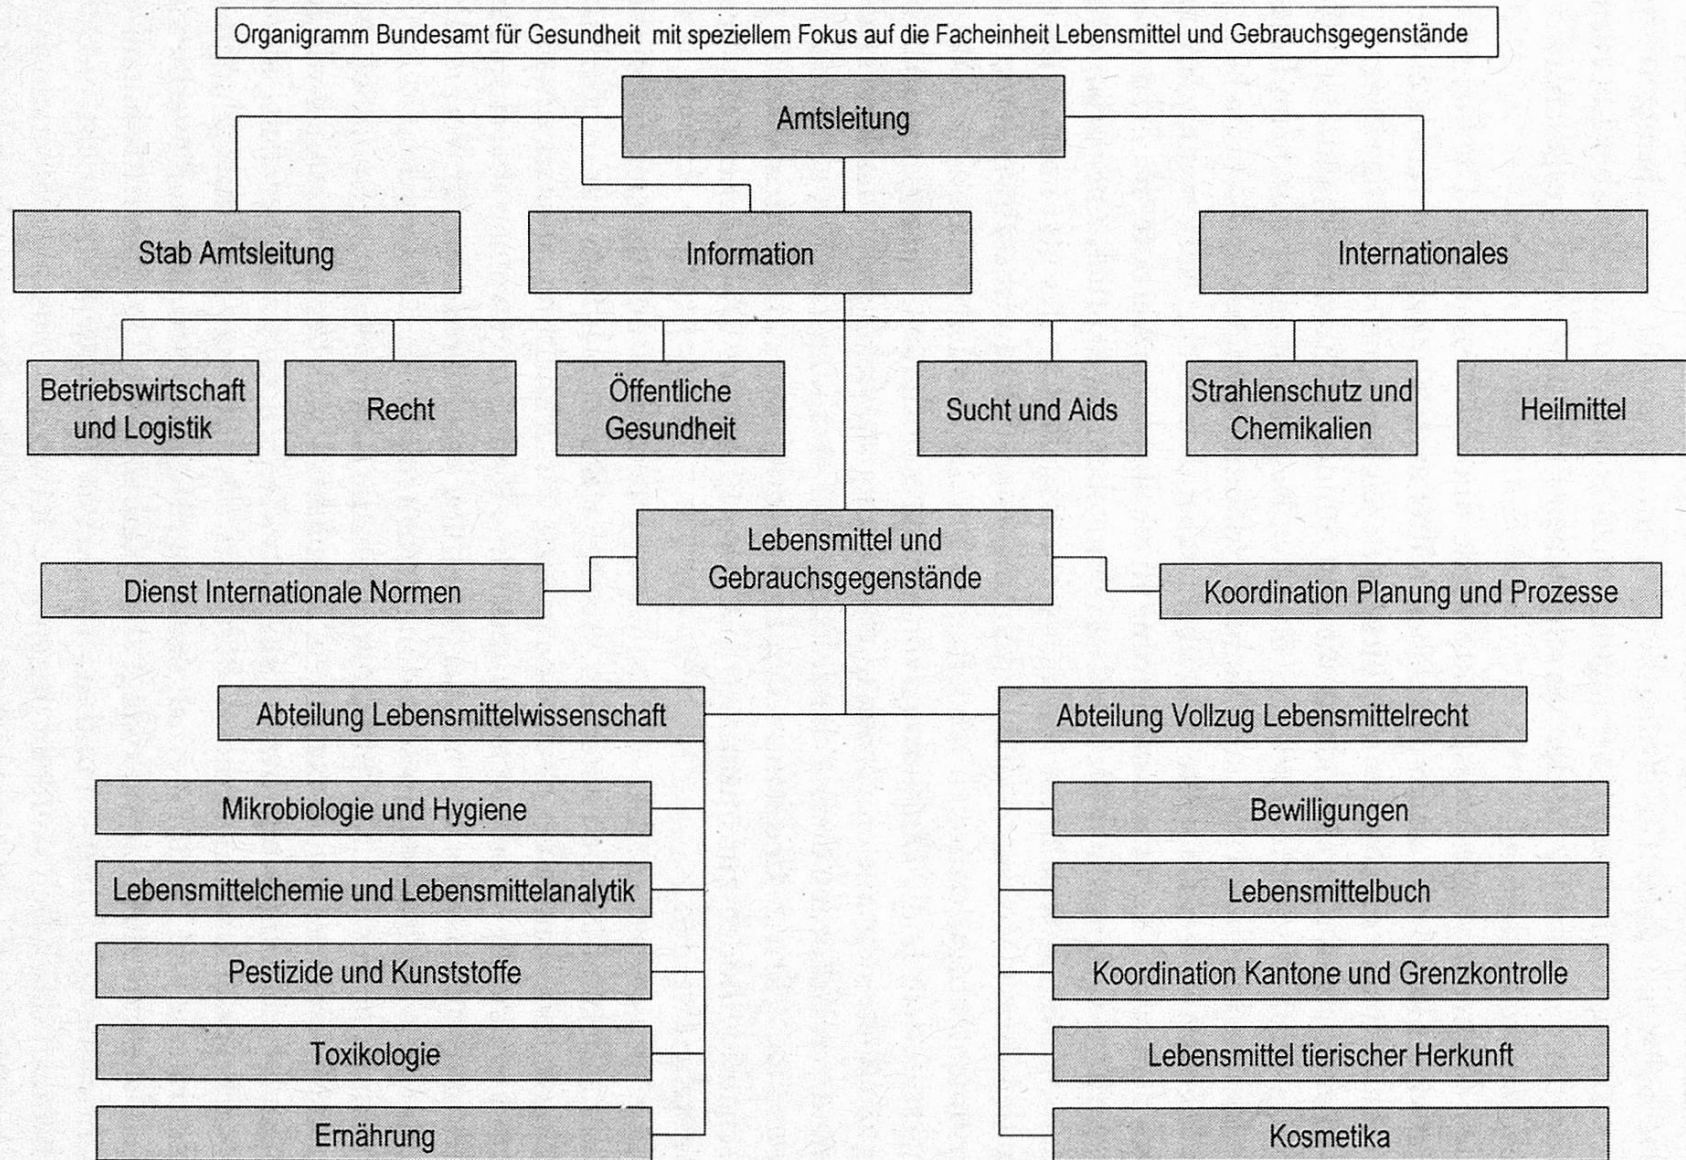 Organigramm Bundesamt für Gesundheit mit speziellem Fokus auf die Facheinheit Lebensmittel und Gebrauchsgegenstände
Amtsleitung
Stab Amtsleitung
Information
Internationales
Betriebswirtschaft
und Logistik
Recht
Öffentliche
Gesundheit
Sucht und Aids
Strahlenschutz und
Chemikalien
Heilmittel
Lebensmittel und
Gebrauchsgegenstände
Dienst Internationale Normen
Koordination Planung und Prozesse
Abteilung Lebensmittelwissenschaft
Mikrobiologie und Hygiene
Lebensmittelchemie und Lebensmittelanalytik
Pestizide und Kunststoffe
Toxikologie
Ernährung
Abteilung Vollzug Lebensmittelrecht
Bewilligungen
Lebensmittelbuch
Koordination Kantone und Grenzkontrolle
Lebensmittel tierischer Herkunft
Kosmetika